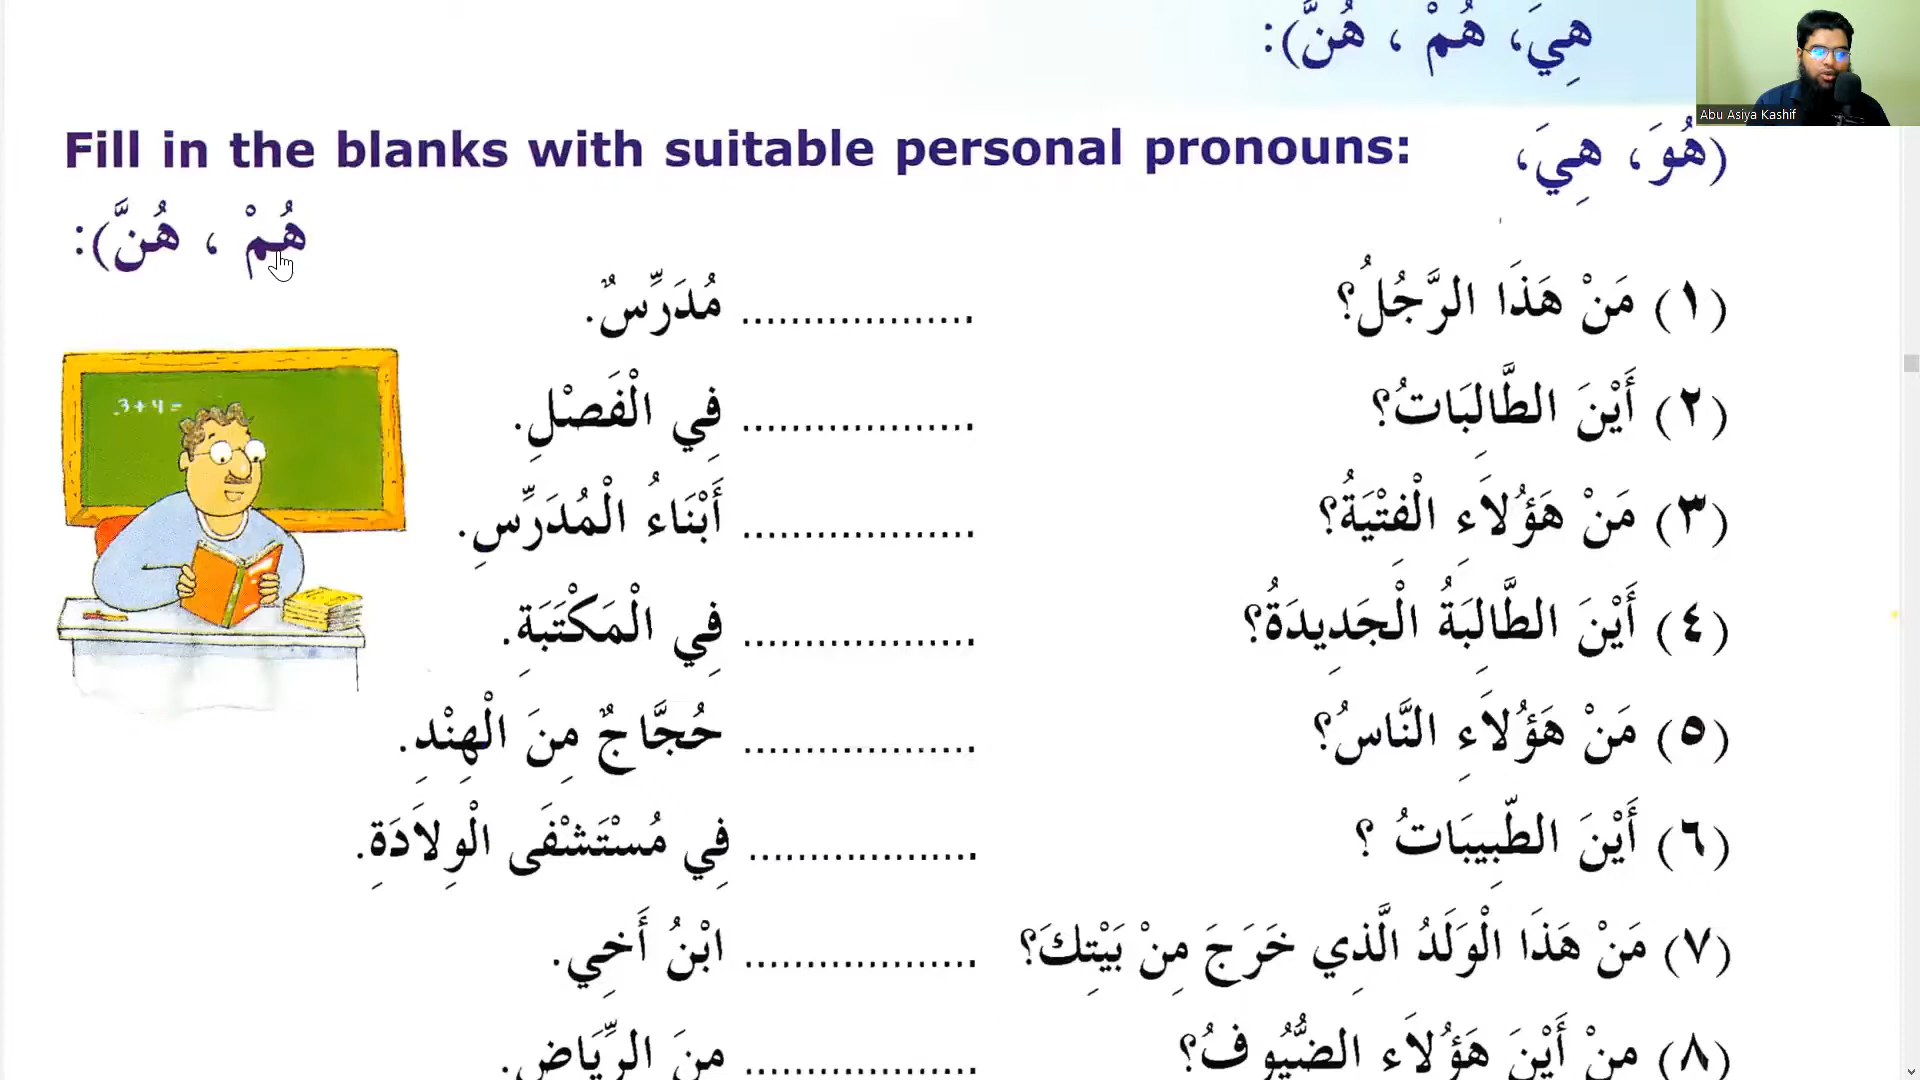 هِيَ، هُمْ ، هُنَّ):
Abu Asiya Kashif
Fill in the blanks with suitable personal pronouns: (هُوَ، هِيَ،
هُمْ ، هُنَّ):
(١) مَنْ هَذَا الرَّجُلُ؟ ................... مُدَرِّسٌ.
(٢) أَيْنَ الطَّالِبَاتُ؟ ................... فِي الْفَصْلِ.
(٣) مَنْ هَؤُلَاءِ الْفِتْيَةُ؟ ................... أَبْنَاءُ الْمُدَرِّسِ.
(٤) أَيْنَ الطَّالِبَةُ الْجَدِيدَةُ؟ ................... فِي الْمَكْتَبَةِ.
(٥) مَنْ هَؤُلَاءِ النَّاسُ؟ ................... حُجَّاجٌ مِنَ الْهِنْدِ.
(٦) أَيْنَ الطَّبِيبَاتُ ؟ ................... فِي مُسْتَشْفَى الْوِلَادَةِ.
(٧) مَنْ هَذَا الْوَلَدُ الَّذِي خَرَجَ مِنْ بَيْتِكَ؟ ................... ابْنُ أَخِي.
(٨) مِنْ أَيْنَ هَؤُلَاءِ الضُّيُوفُ؟ ................... مِنَ الرِّيَاضِ.
3+4=